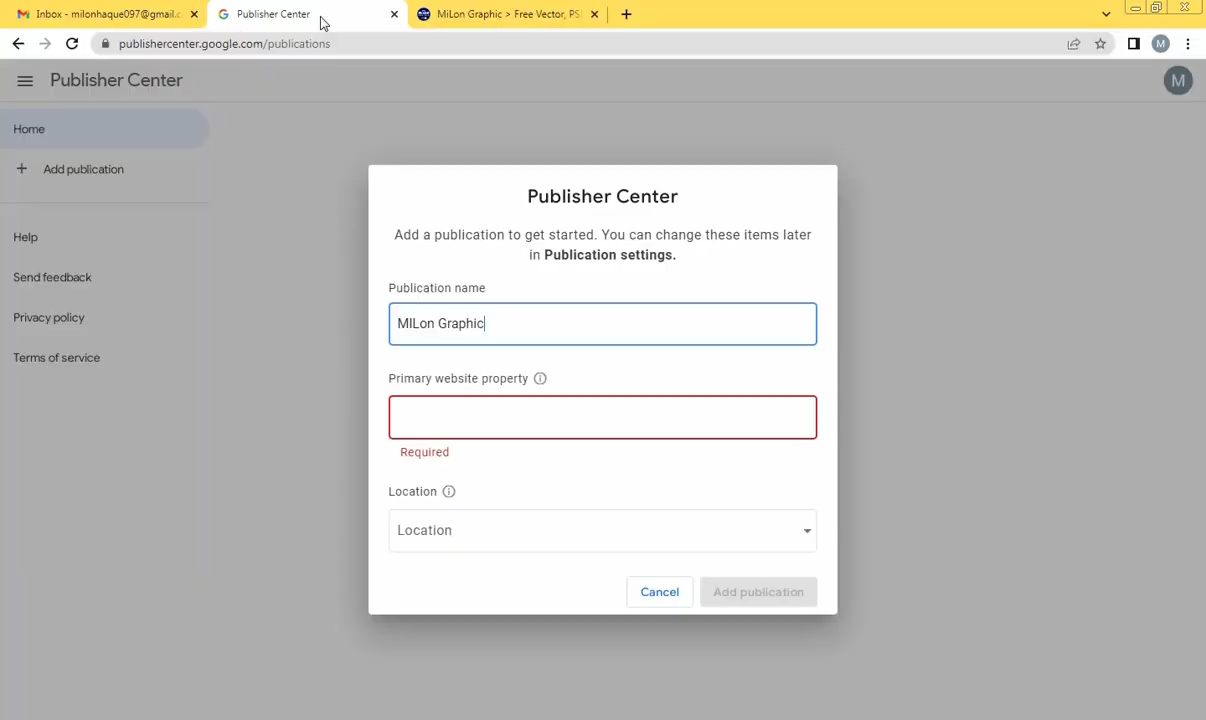 Inbox - milonhaque097@gmail.c
Publisher Center
MiLon Graphic > Free Vector, PS
publishercenter.google.com/publications
M
Publisher Center
M
Home
Add publication
Help
Send feedback
Privacy policy
Terms of service
Publisher Center
Add a publication to get started. You can change these items later
in Publication settings.
Publication name
MILon Graphic
Primary website property
Required
Location
Location
Cancel
Add publication